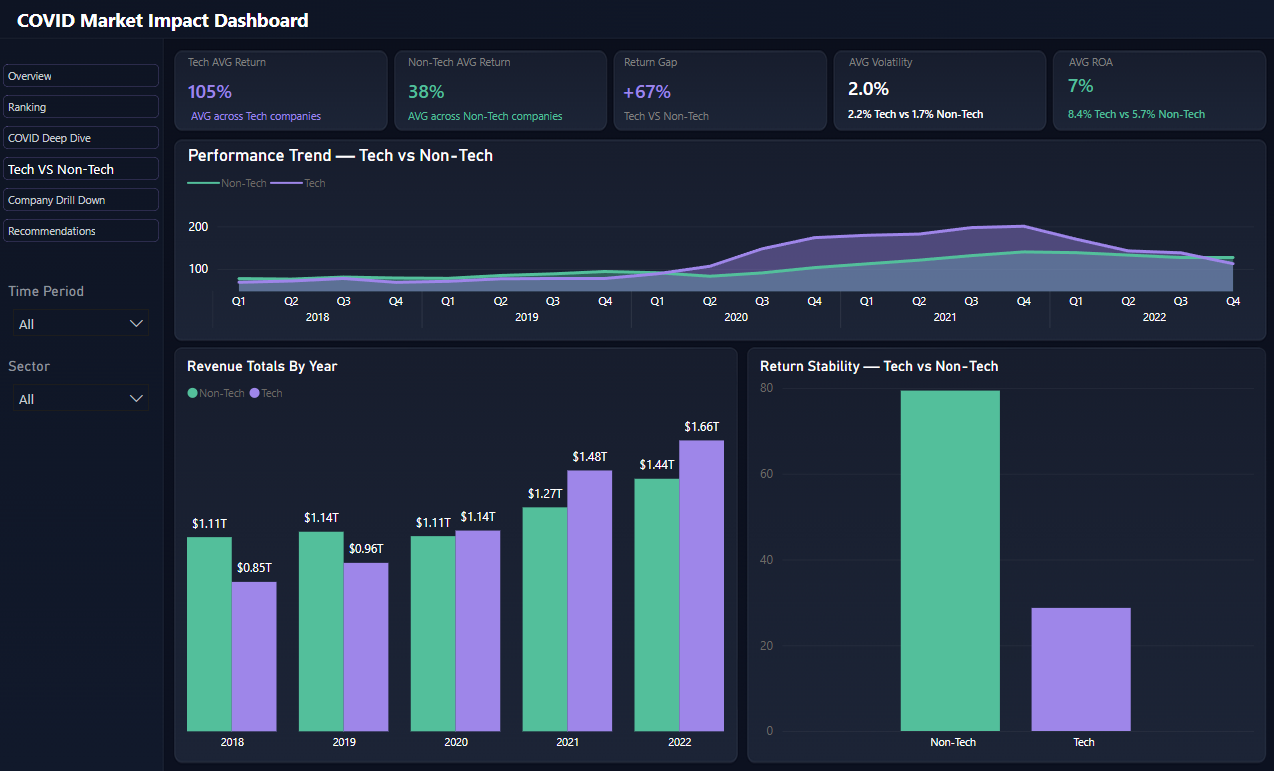 COVID Market Impact Dashboard
Overview
Ranking
COVID Deep Dive
Tech VS Non-Tech
Company Drill Down
Recommendations
Time Period
All
Sector
All
Tech AVG Return
105%
AVG across Tech companies
Non-Tech AVG Return
38%
AVG across Non-Tech companies
Return Gap
+67%
Tech VS Non-Tech
AVG Volatility
2.0%
2.2% Tech vs 1.7% Non-Tech
AVG ROA
7%
8.4% Tech vs 5.7% Non-Tech
Performance Trend — Tech vs Non-Tech
Non-Tech Tech
200
100
Q1 Q2 Q3 Q4 Q1 Q2 Q3 Q4 Q1 Q2 Q3 Q4 Q1 Q2 Q3 Q4 Q1 Q2 Q3 Q4
2018 2019 2020 2021 2022
Revenue Totals By Year
Non-Tech Tech
$1.11T $0.85T $1.14T $0.96T $1.11T $1.14T $1.27T $1.48T $1.44T $1.66T
2018 2019 2020 2021 2022
Return Stability — Tech vs Non-Tech
80
60
40
20
0
Non-Tech Tech